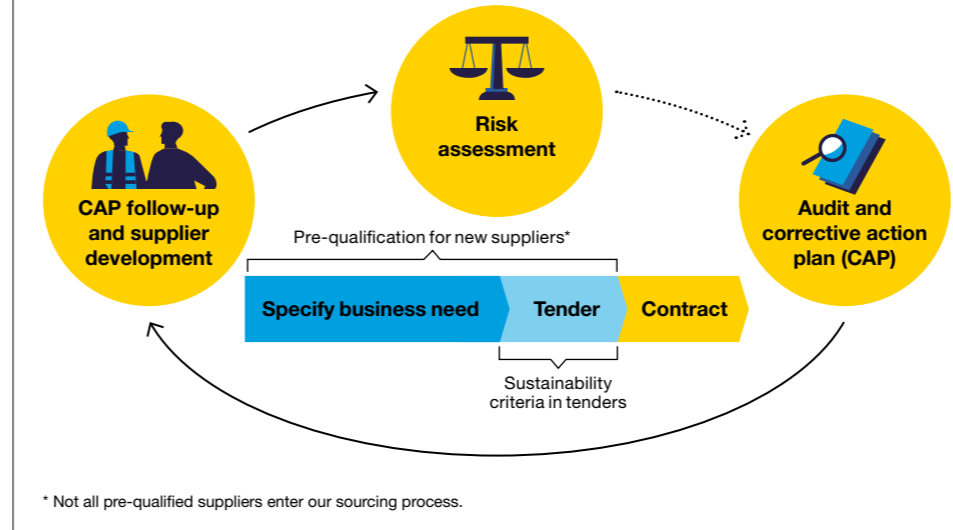 Risk
assessment
CAP follow-up
and supplier
development
Audit and
corrective action
plan (CAP)
Pre-qualification for new suppliers*
Specify business need
Tender
Contract
Sustainability
criteria in tenders
* Not all pre-qualified suppliers enter our sourcing process.